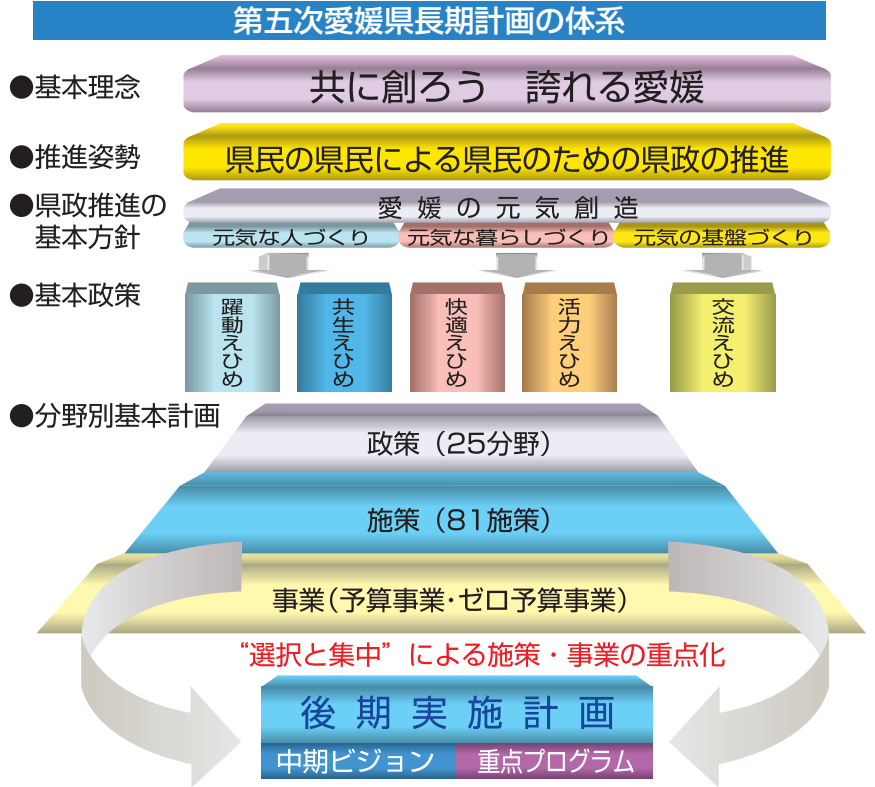 第五次愛媛県長期計画の体系
●基本理念
共に創ろう　誇れる愛媛
●推進姿勢
県民の県民による県民のための県政の推進
●県政推進の
基本方針
愛媛の元気創造
元気な人づくり
元気な暮らしづくり
元気の基盤づくり
●基本政策
躍動えひめ
共生えひめ
快適えひめ
活力えひめ
交流えひめ
●分野別基本計画
政策（25分野）
施策（81施策）
事業（予算事業・ゼロ予算事業）
“選択と集中”による施策・事業の重点化
後期実施計画
中期ビジョン
重点プログラム